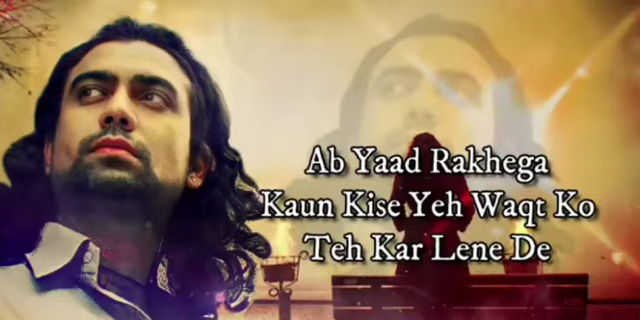 Ab Yaad Rakhega
Kaun Kise Yeh Waqt Ko
Teh Kar Lene De